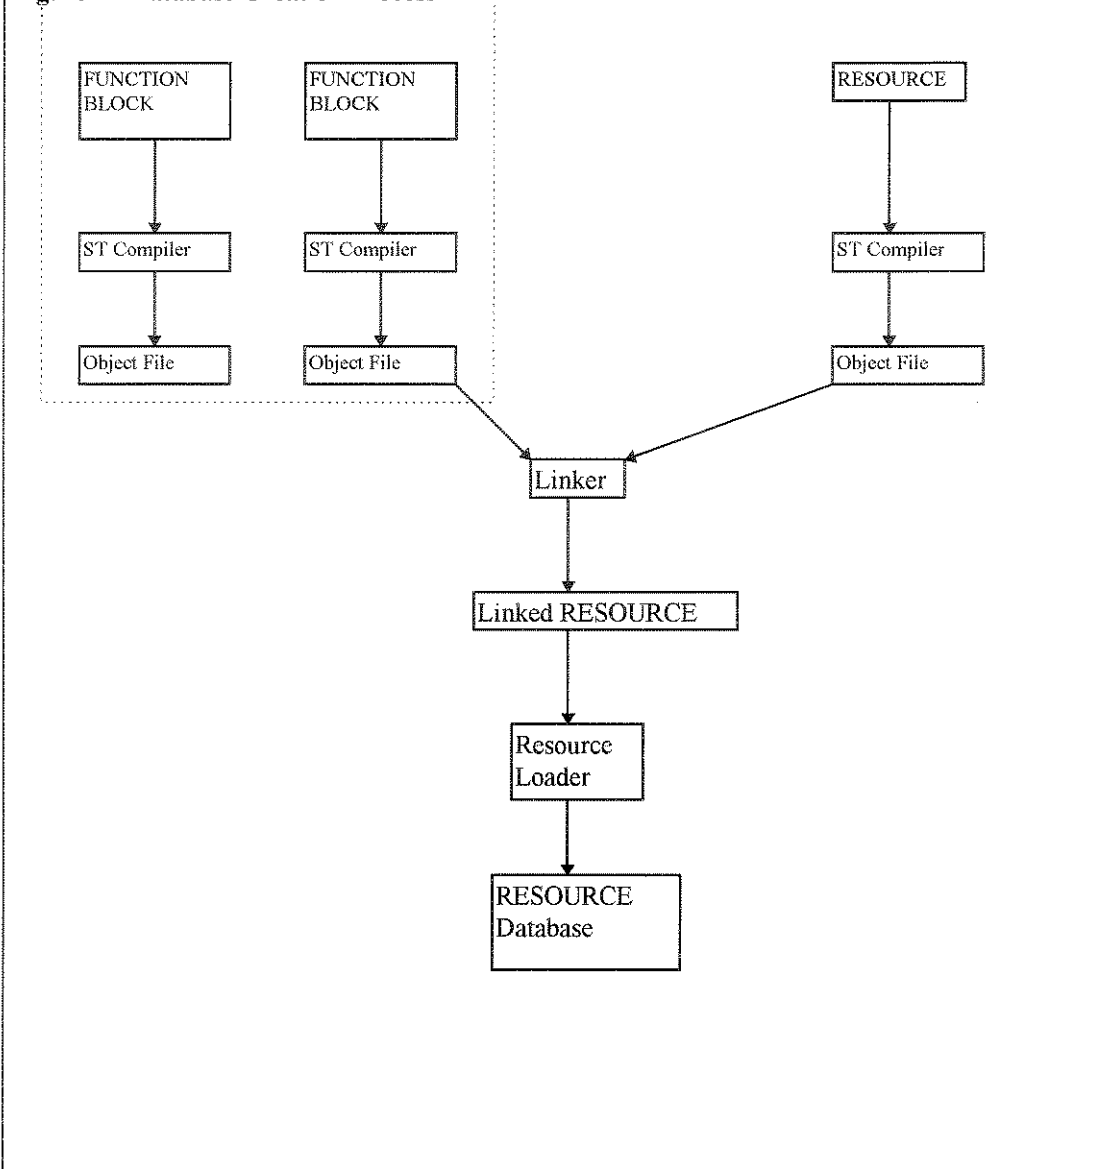 FUNCTION
BLOCK
FUNCTION
BLOCK
RESOURCE
ST Compiler
ST Compiler
ST Compiler
Object File
Object File
Object File
Linker
Linked RESOURCE
Resource
Loader
RESOURCE
Database